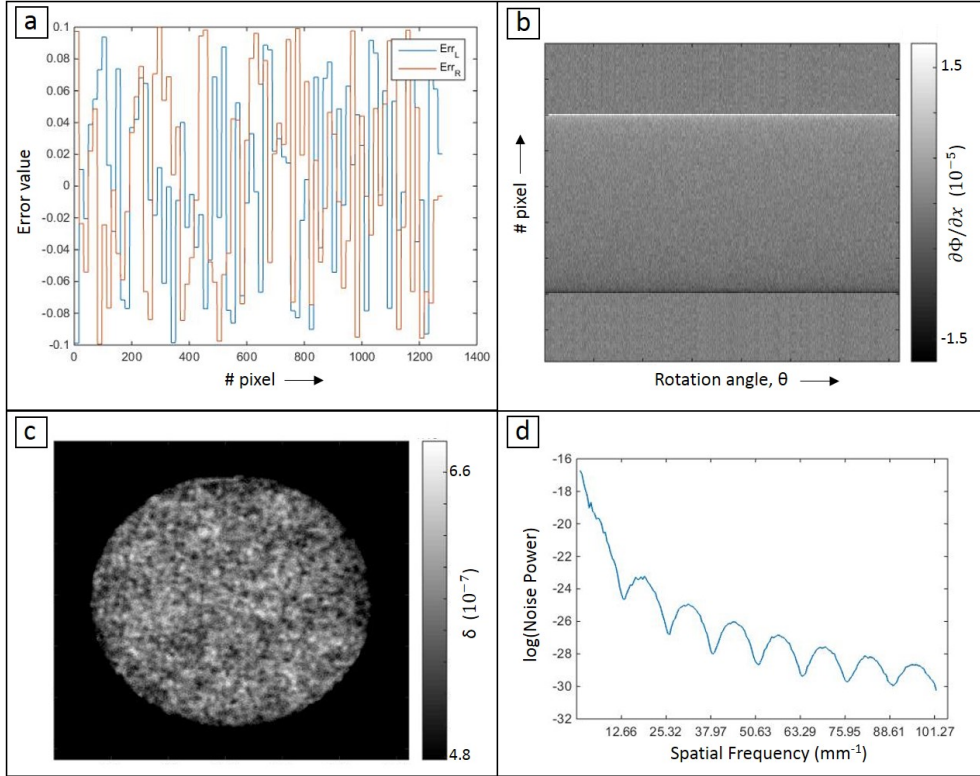 a
Error value
0.1
0.08
0.06
0.04
0.02
0
-0.02
-0.04
-0.06
-0.08
-0.1
Err_L
Err_R
0
200
400
600
800
1000
1200
1400
# pixel ⟶
b
# pixel ⟶
Rotation angle, θ ⟶
1.5
-1.5
∂Φ/∂x (10⁻⁵)
c
6.6
4.8
δ (10⁻⁷)
d
log(Noise Power)
-16
-18
-20
-22
-24
-26
-28
-30
-32
12.66
25.32
37.97
50.63
63.29
75.95
88.61
101.27
Spatial Frequency (mm⁻¹)